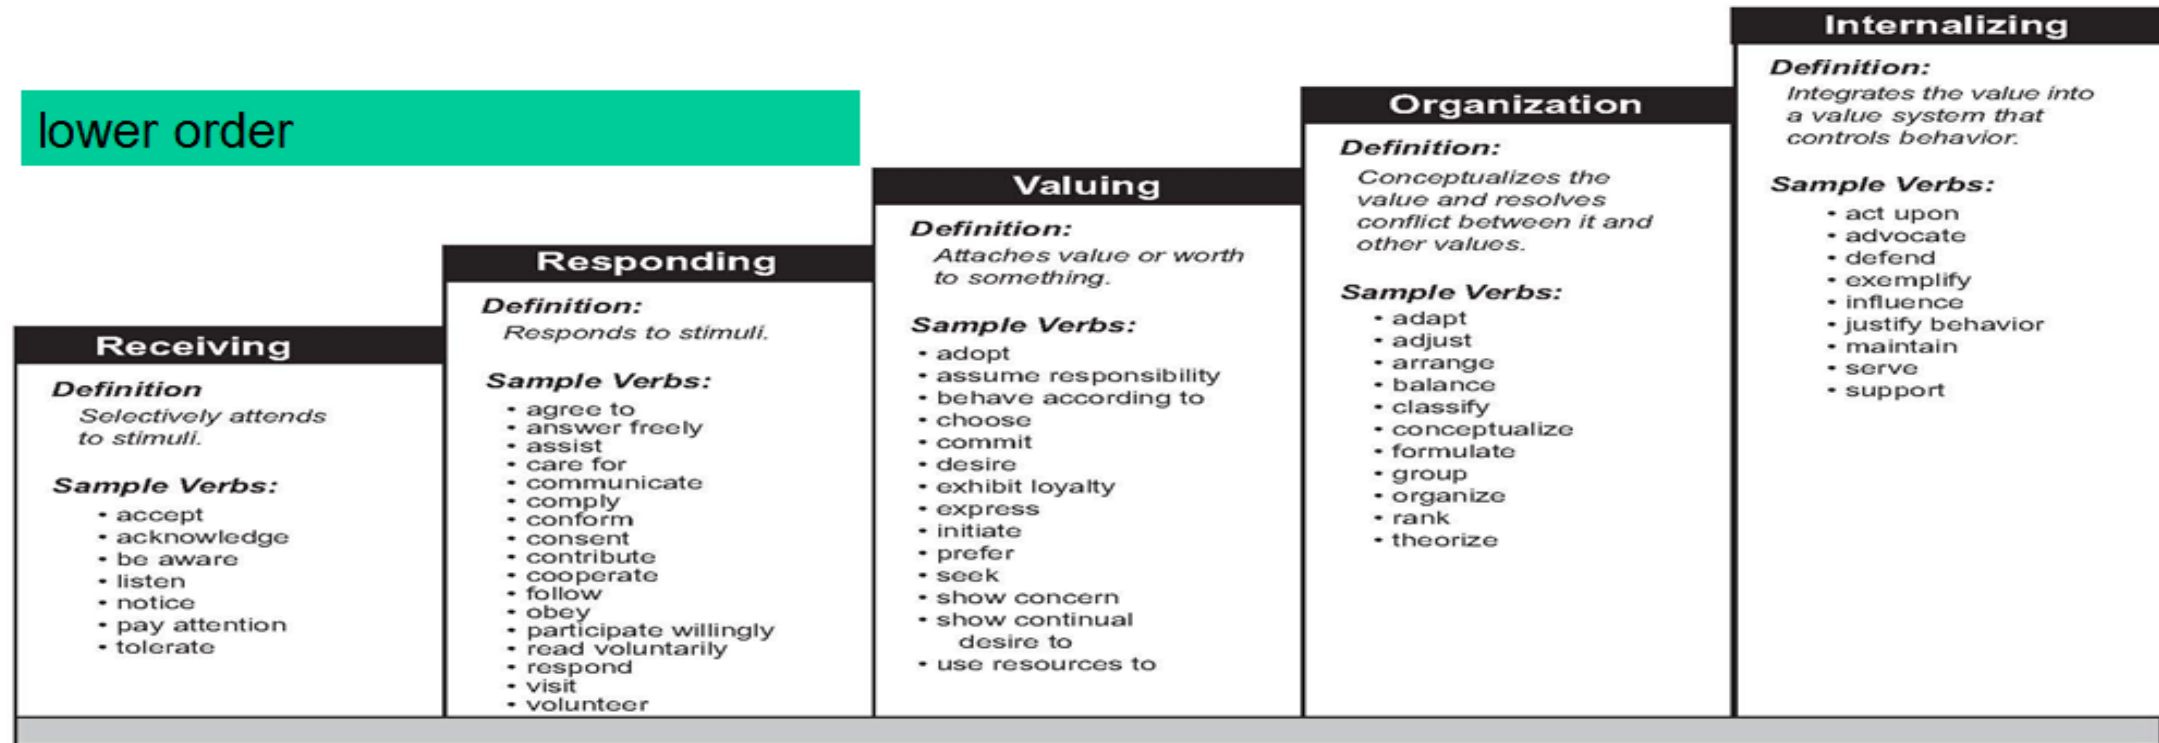 lower order
Receiving
Definition
Selectively attends
to stimuli.
Sample Verbs:
• accept
• acknowledge
• be aware
• listen
• notice
• pay attention
• tolerate
Responding
Definition:
Responds to stimuli.
Sample Verbs:
• agree to
• answer freely
• assist
• care for
• communicate
• comply
• conform
• consent
• contribute
• cooperate
• follow
• obey
• participate willingly
• read voluntarily
• respond
• visit
• volunteer
Valuing
Definition:
Attaches value or worth
to something.
Sample Verbs:
• adopt
• assume responsibility
• behave according to
• choose
• commit
• desire
• exhibit loyalty
• express
• initiate
• prefer
• seek
• show concern
• show continual
desire to
• use resources to
Organization
Definition:
Conceptualizes the
value and resolves
conflict between it and
other values.
Sample Verbs:
• adapt
• adjust
• arrange
• balance
• classify
• conceptualize
• formulate
• group
• organize
• rank
• theorize
Internalizing
Definition:
Integrates the value into
a value system that
controls behavior.
Sample Verbs:
• act upon
• advocate
• defend
• exemplify
• influence
• justify behavior
• maintain
• serve
• support